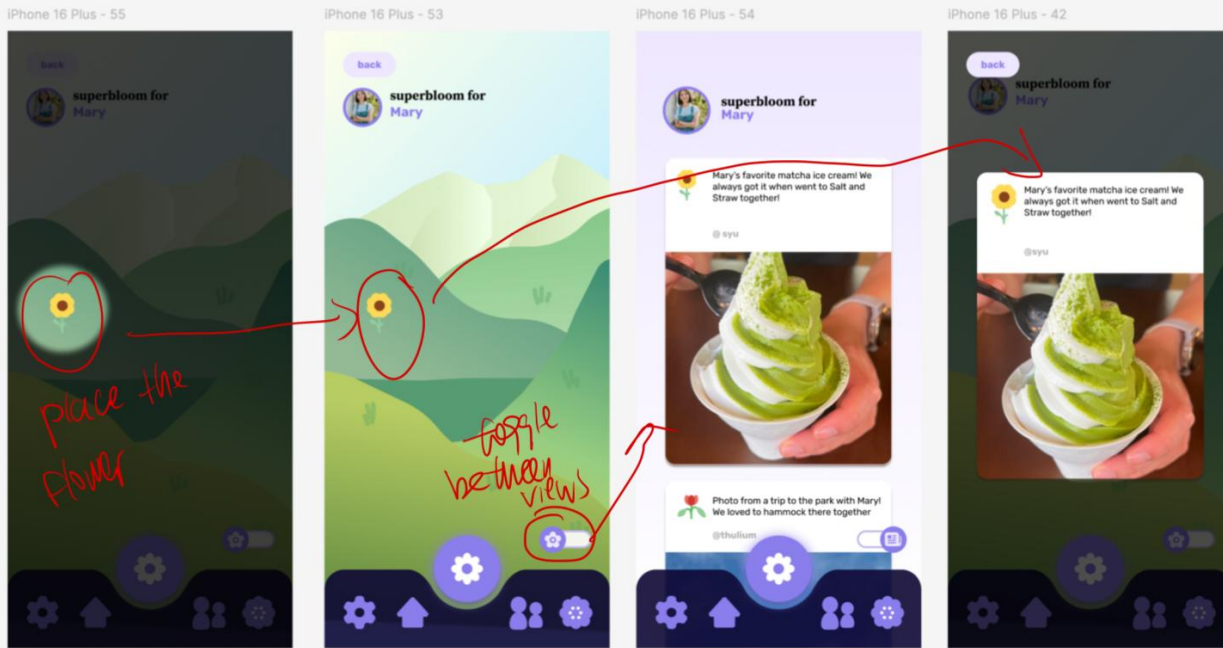 iPhone 16 Plus - 55
back
superbloom for
Mary
place the
flower
iPhone 16 Plus - 53
back
superbloom for
Mary
toggle
between
views
iPhone 16 Plus - 54
superbloom for
Mary
Mary's favorite matcha ice cream! We
always got it when went to Salt and
Straw together!
@ syu
Photo from a trip to the park with Mary!
We loved to hammock there together
@thulium
iPhone 16 Plus - 42
back
superbloom for
Mary
Mary's favorite matcha ice cream! We
always got it when went to Salt and
Straw together!
@syu